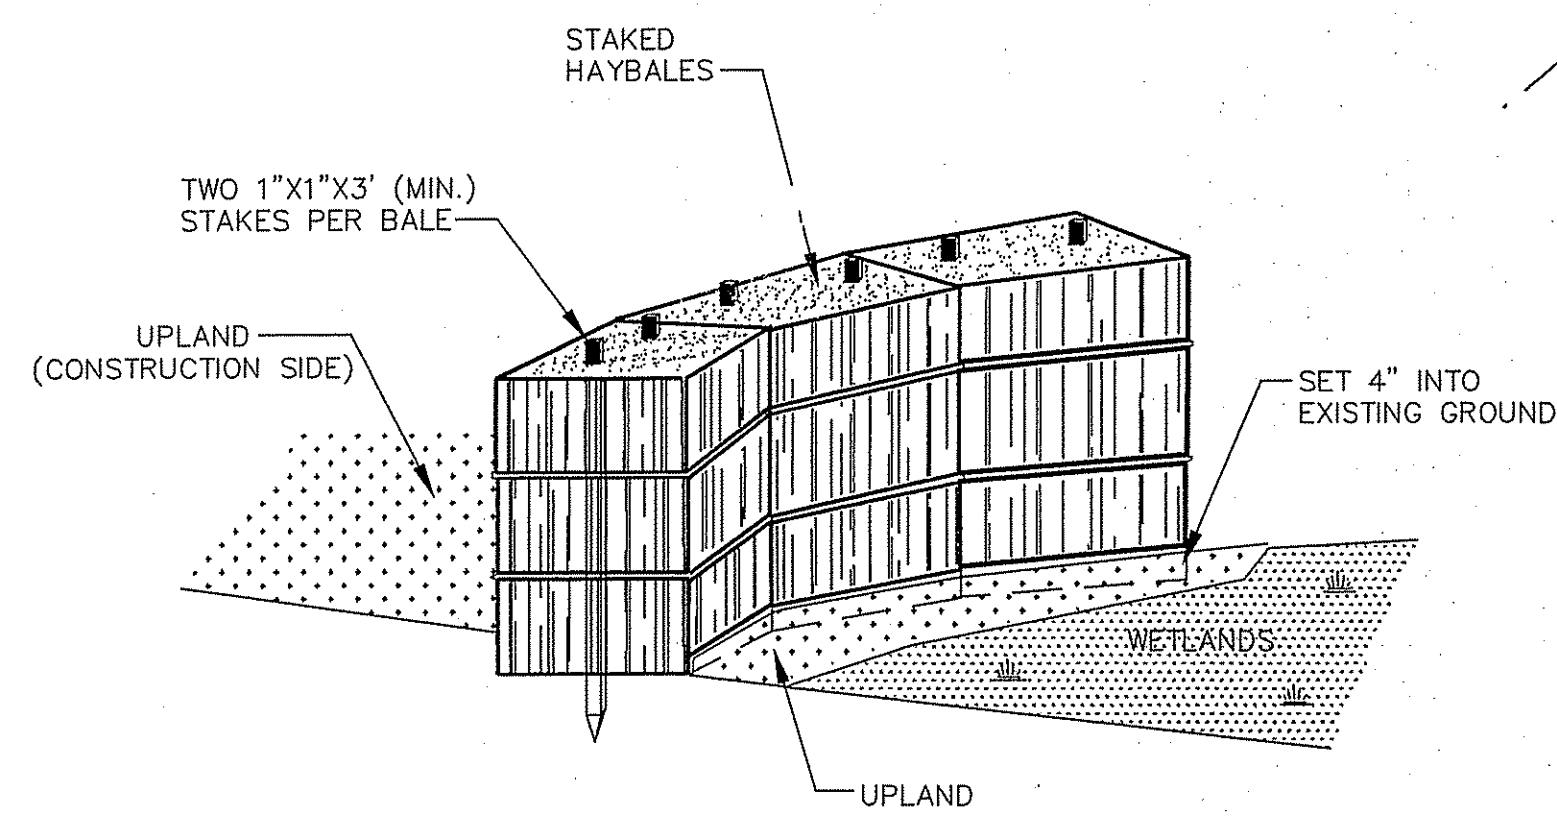 STAKED
HAYBALES
TWO 1"X1"X3' (MIN.)
STAKES PER BALE
UPLAND
(CONSTRUCTION SIDE)
SET 4" INTO
EXISTING GROUND
WETLANDS
UPLAND